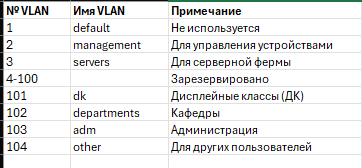 № VLAN Имя VLAN Примечание
1 default Не используется
2 management Для управления устройствами
3 servers Для серверной фермы
4-100 Зарезервировано
101 dk Дисплейные классы (ДК)
102 departments Кафедры
103 adm Администрация
104 other Для других пользователей